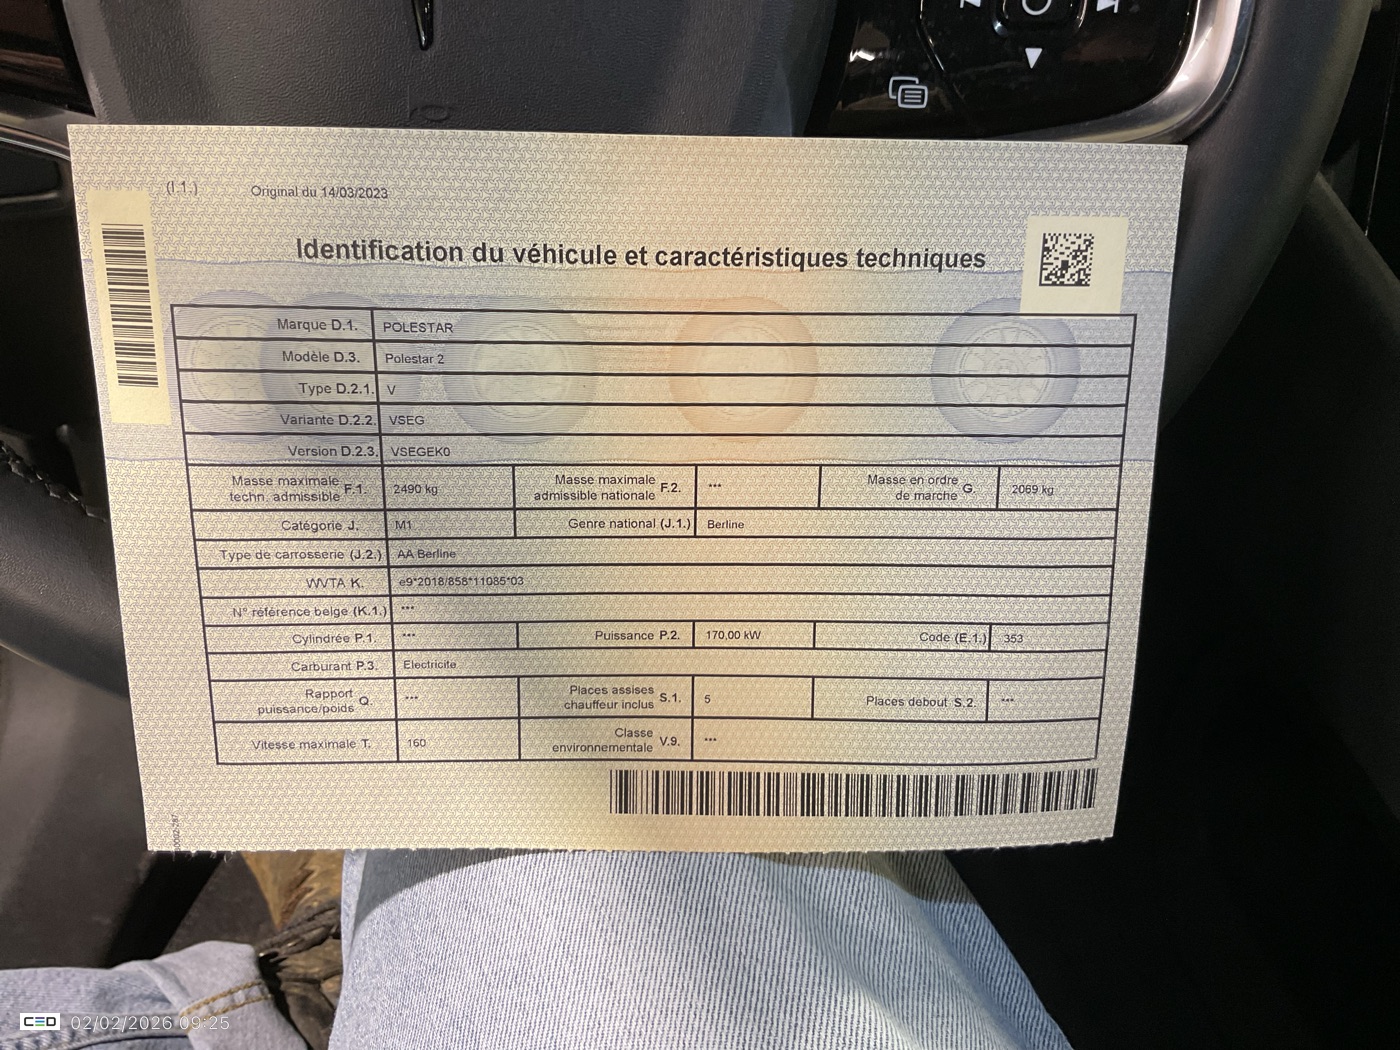 (I.1.) Original du 14/03/2023
Identification du véhicule et caractéristiques techniques
Marque D.1. POLESTAR
Modèle D.3. Polestar 2
Type D.2.1. V
Variante D.2.2. VSEG
Version D.2.3. VSEGEK0
Masse maximale techn. admissible F.1. 2490 kg Masse maximale admissible nationale F.2. *** Masse en ordre de marche G. 2069 kg
Catégorie J. M1 Genre national (J.1.) Berline
Type de carrosserie (J.2.) AA Berline
WVTA K. e9*2018/858*11085*03
N° référence belge (K.1.) ***
Cylindrée P.1. *** Puissance P.2. 170,00 kW Code (E.1.) 353
Carburant P.3. Electricite
Rapport puissance/poids Q. *** Places assises chauffeur inclus S.1. 5 Places debout S.2. ***
Vitesse maximale T. 160 Classe environnementale V.9. ***
CED 02/02/2026 09:25